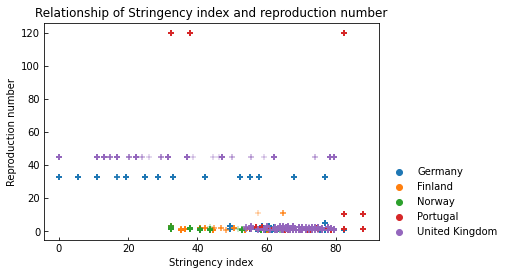 Relationship of Stringency index and reproduction number
120
100
80
60
40
20
0
Reproduction number
0 20 40 60 80
Stringency index
Germany
Finland
Norway
Portugal
United Kingdom